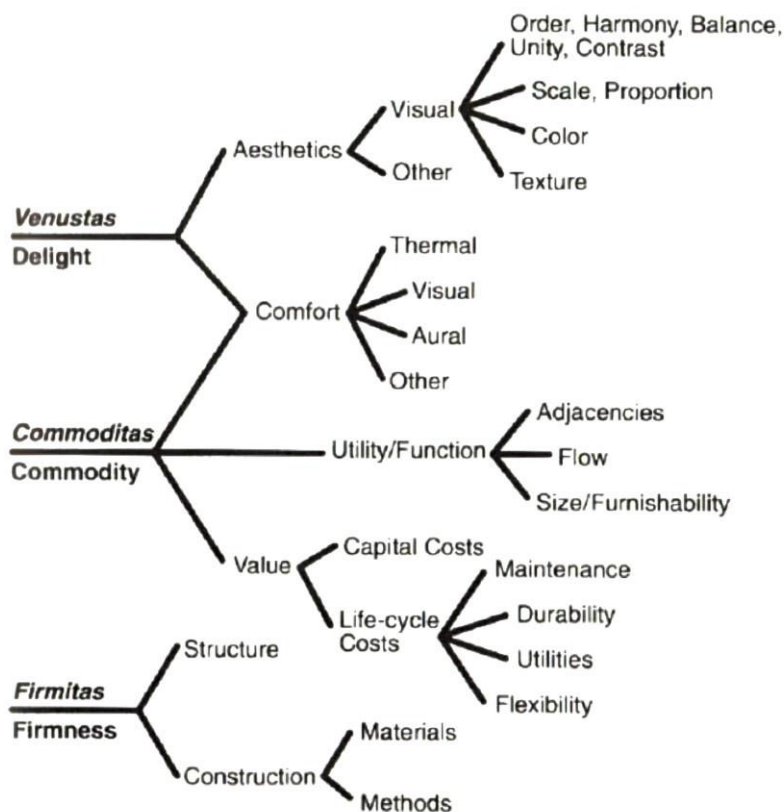 Order, Harmony, Balance,
Unity, Contrast
Visual
Scale, Proportion
Color
Aesthetics
Other
Texture
Venustas
Delight
Thermal
Visual
Comfort
Aural
Other
Adjacencies
Commoditas
Commodity
Utility/Function
Flow
Size/Furnishability
Capital Costs
Value
Maintenance
Life-cycle
Costs
Durability
Utilities
Flexibility
Structure
Firmitas
Firmness
Materials
Construction
Methods